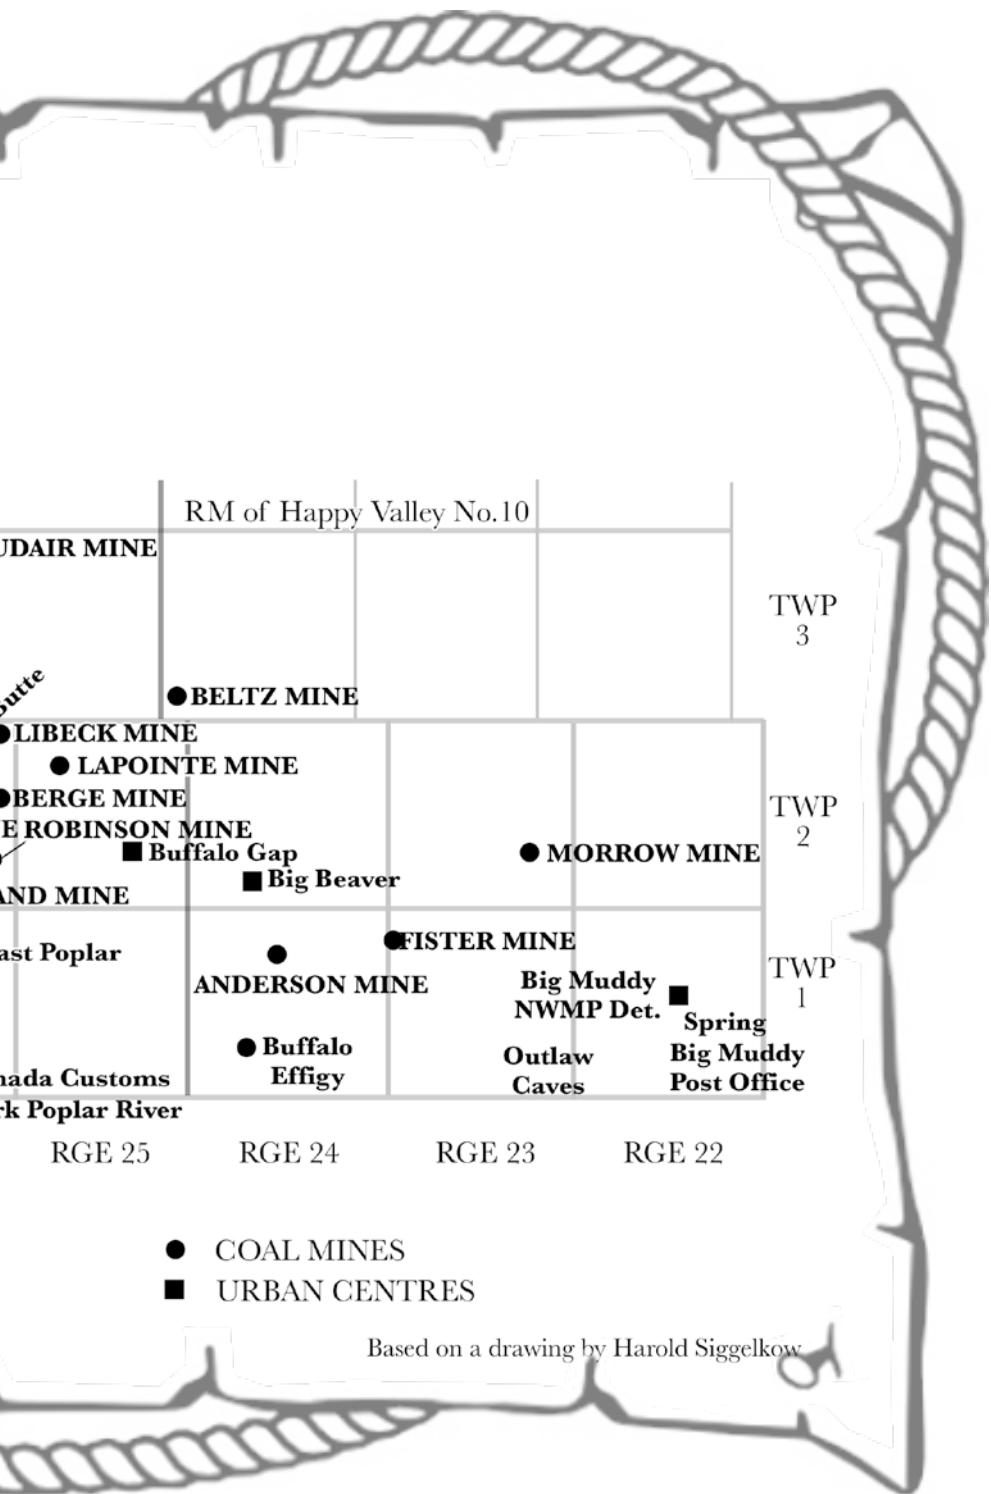 RM of Happy Valley No.10
UDAIR MINE
TWP
3
Butte
BELTZ MINE
LIBECK MINE
LAPOINTE MINE
BERGE MINE
TWP
2
E ROBINSON MINE
Buffalo Gap
MORROW MINE
Big Beaver
AND MINE
FISTER MINE
ast Poplar
ANDERSON MINE
Big Muddy
NWMP Det.
TWP
1
Spring
Buffalo
Effigy
Outlaw
Caves
Big Muddy
Post Office
nada Customs
rk Poplar River
RGE 25 RGE 24 RGE 23 RGE 22
COAL MINES
URBAN CENTRES
Based on a drawing by Harold Siggelkow